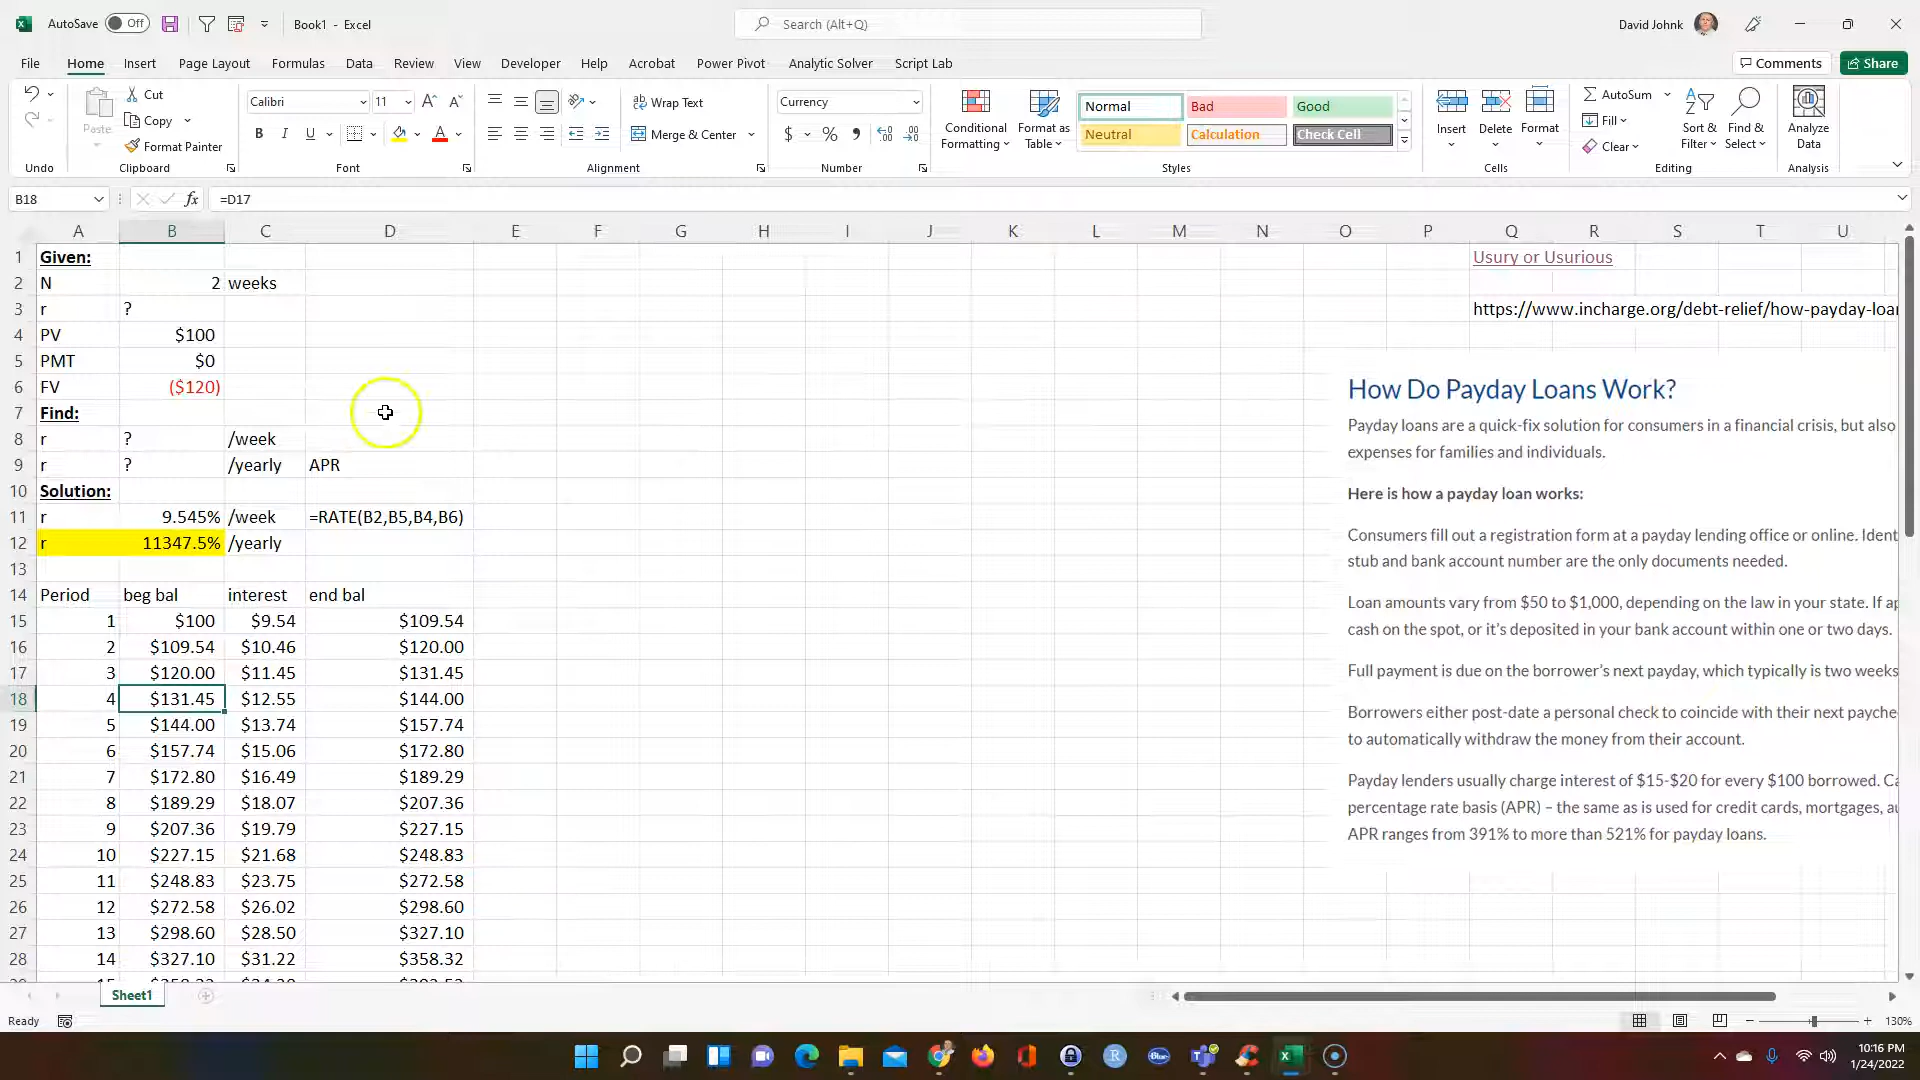 AutoSave Off Book1 - Excel Search (Alt+Q) David Johnk
File Home Insert Page Layout Formulas Data Review View Developer Help Acrobat Power Pivot Analytic Solver Script Lab Comments Share
Paste
Cut
Copy
Format Painter
Calibri 11
B I U
Wrap Text
Merge & Center
Currency
$ % ,
Conditional Formatting
Format as Table
Normal Bad Good
Neutral Calculation Check Cell
Insert Delete Format
AutoSum
Fill
Clear
Sort & Filter
Find & Select
Analyze Data
Undo Clipboard Font Alignment Number Styles Cells Editing Analysis
B18 fx =D17
A B C D E F G H I J K L M N O P Q R S T U
1 Given: Usury or Usurious
2 N 2 weeks
3 r ? https://www.incharge.org/debt-relief/how-payday-loa
4 PV $100
5 PMT $0
6 FV ($120)
7 Find:
8 r ? /week
9 r ? /yearly APR
10 Solution:
11 r 9.545% /week =RATE(B2,B5,B4,B6)
12 r 11347.5% /yearly
13
14 Period beg bal interest end bal
15 1 $100 $9.54 $109.54
16 2 $109.54 $10.46 $120.00
17 3 $120.00 $11.45 $131.45
18 4 $131.45 $12.55 $144.00
19 5 $144.00 $13.74 $157.74
20 6 $157.74 $15.06 $172.80
21 7 $172.80 $16.49 $189.29
22 8 $189.29 $18.07 $207.36
23 9 $207.36 $19.79 $227.15
24 10 $227.15 $21.68 $248.83
25 11 $248.83 $23.75 $272.58
26 12 $272.58 $26.02 $298.60
27 13 $298.60 $28.50 $327.10
28 14 $327.10 $31.22 $358.32
How Do Payday Loans Work?
Payday loans are a quick-fix solution for consumers in a financial crisis, but also
expenses for families and individuals.
Here is how a payday loan works:
Consumers fill out a registration form at a payday lending office or online. Ident
stub and bank account number are the only documents needed.
Loan amounts vary from $50 to $1,000, depending on the law in your state. If ap
cash on the spot, or it's deposited in your bank account within one or two days.
Full payment is due on the borrower's next payday, which typically is two weeks
Borrowers either post-date a personal check to coincide with their next payche
to automatically withdraw the money from their account.
Payday lenders usually charge interest of $15-$20 for every $100 borrowed. Ca
percentage rate basis (APR) – the same as is used for credit cards, mortgages, au
APR ranges from 391% to more than 521% for payday loans.
Sheet1
Ready 130%
10:16 PM
1/24/2022